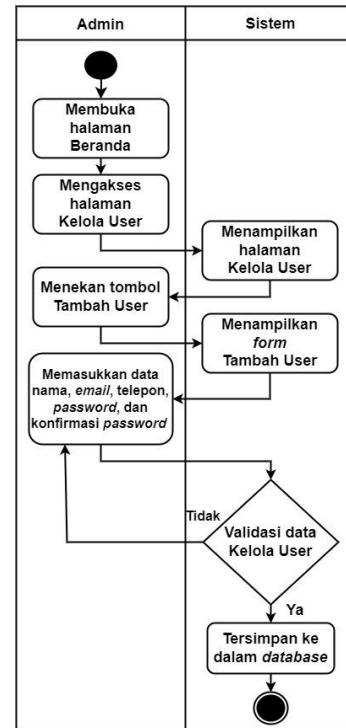 Admin
Sistem
Membuka
halaman
Beranda
Mengakses
halaman
Kelola User
Menampilkan
halaman
Kelola User
Menekan tombol
Tambah User
Menampilkan
form
Tambah User
Memasukkan data
nama, email, telepon,
password, dan
konfirmasi password
Tidak
Validasi data
Kelola User
Ya
Tersimpan ke
dalam database